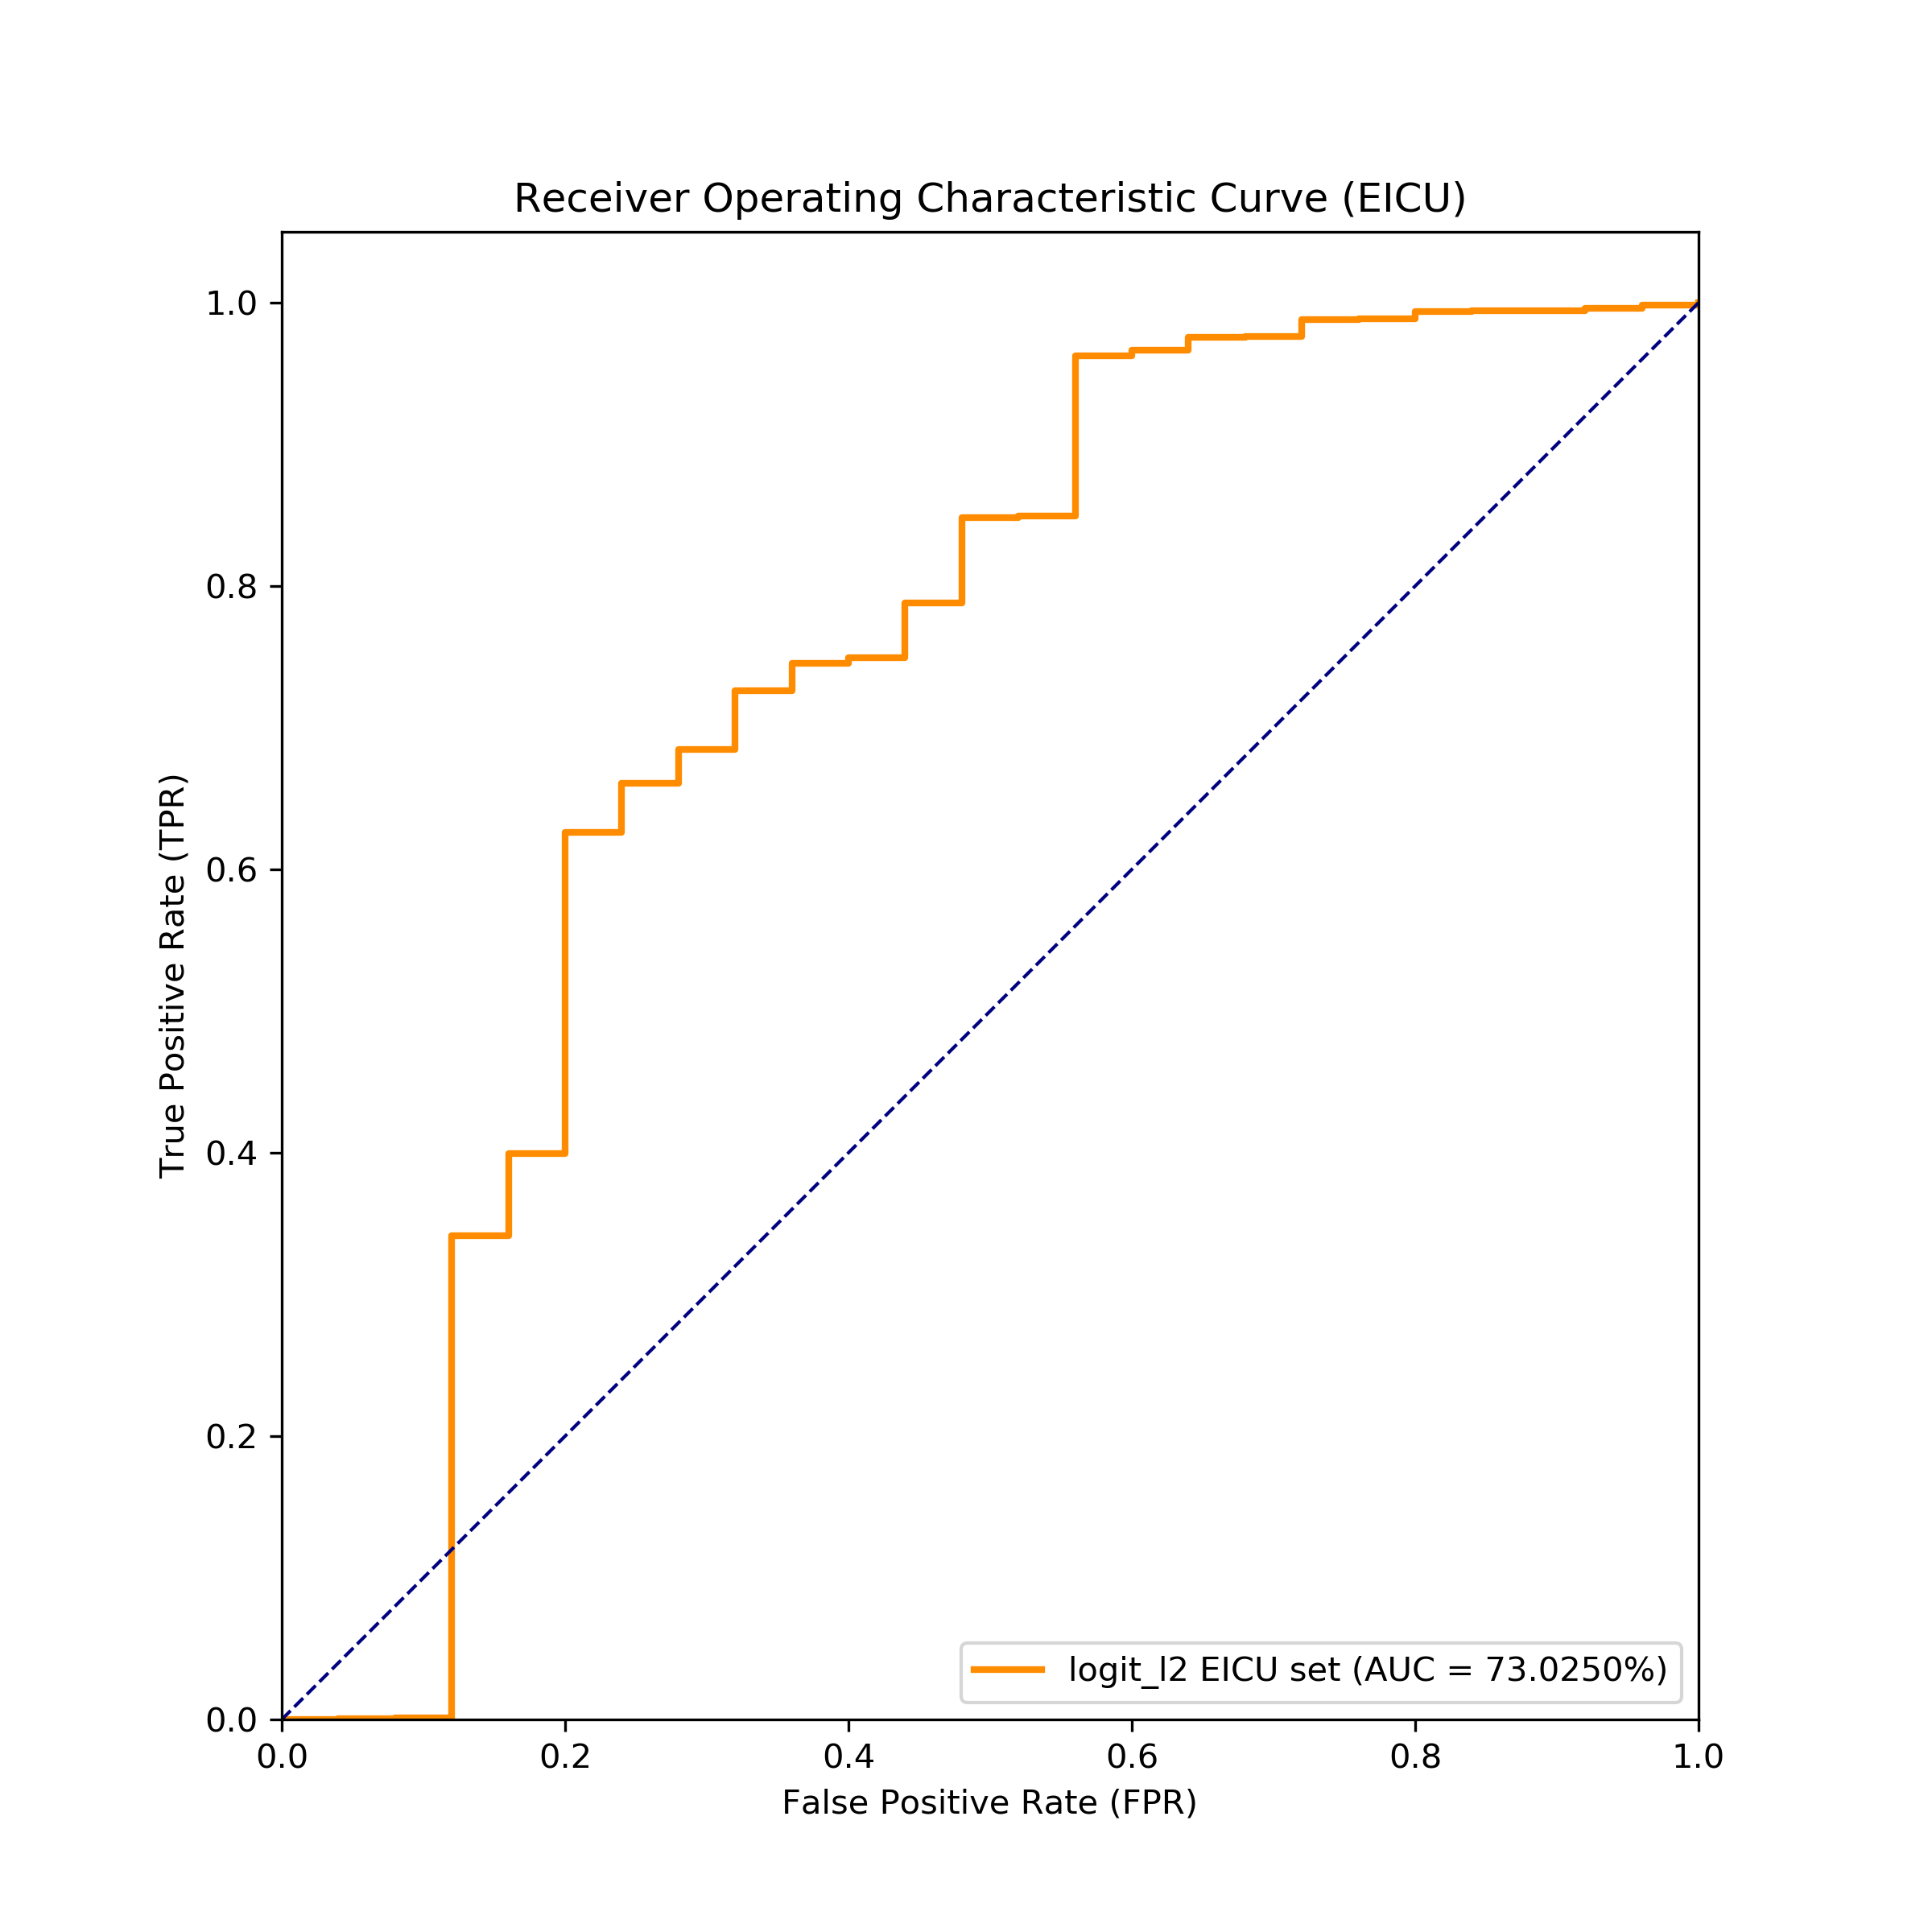 Receiver Operating Characteristic Curve (EICU)
True Positive Rate (TPR)
1.0
0.8
0.6
0.4
0.2
0.0
logit_l2 EICU set (AUC = 73.0250%)
0.0 0.2 0.4 0.6 0.8 1.0
False Positive Rate (FPR)